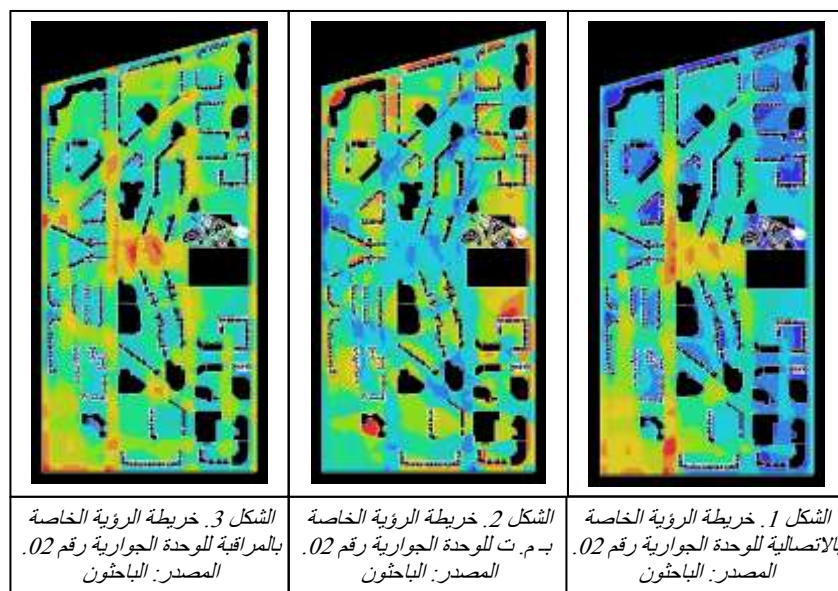 الشكل 1. خريطة الرؤية الخاصة
بالاتصالية للوحدة الجوارية رقم 02.
المصدر: الباحثون
الشكل 2. خريطة الرؤية الخاصة
بـ م. ت للوحدة الجوارية رقم 02.
المصدر: الباحثون
الشكل 3. خريطة الرؤية الخاصة
بالمراقبة للوحدة الجوارية رقم 02.
المصدر: الباحثون